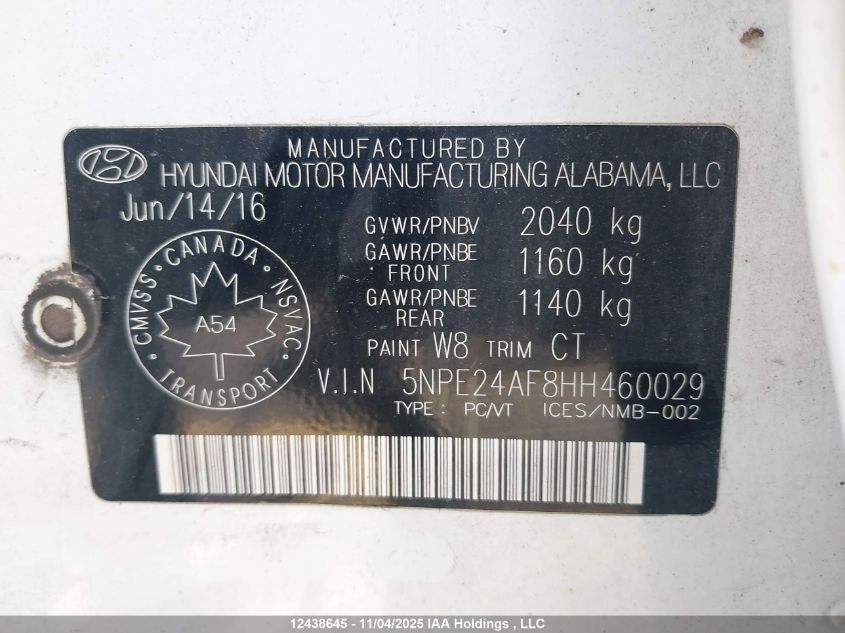 MANUFACTURED BY
HYUNDAI MOTOR MANUFACTURING ALABAMA, LLC
Jun/14/16
GVWR/PNBV 2040 kg
GAWR/PNBE FRONT 1160 kg
GAWR/PNBE REAR 1140 kg
PAINT W8 TRIM CT
CMVSS · CANADA · NSVAC
A54
TRANSPORT
V.I.N 5NPE24AF8HH460029
TYPE : PC/VT ICES/NMB-002
12438645 - 11/04/2025 IAA Holdings , LLC